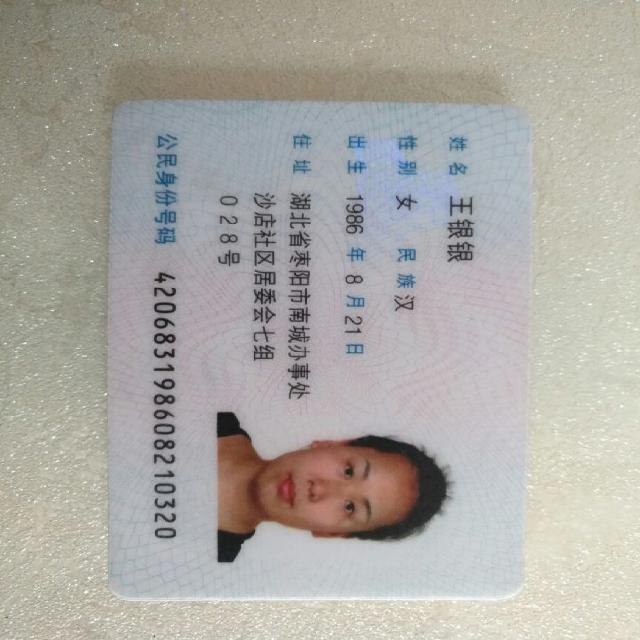 姓名 王银银
性别 女 民族 汉
出生 1986 年 8 月 21 日
住址 湖北省枣阳市南城办事处
沙店社区居委会七组
028号
公民身份号码 420683198608210320